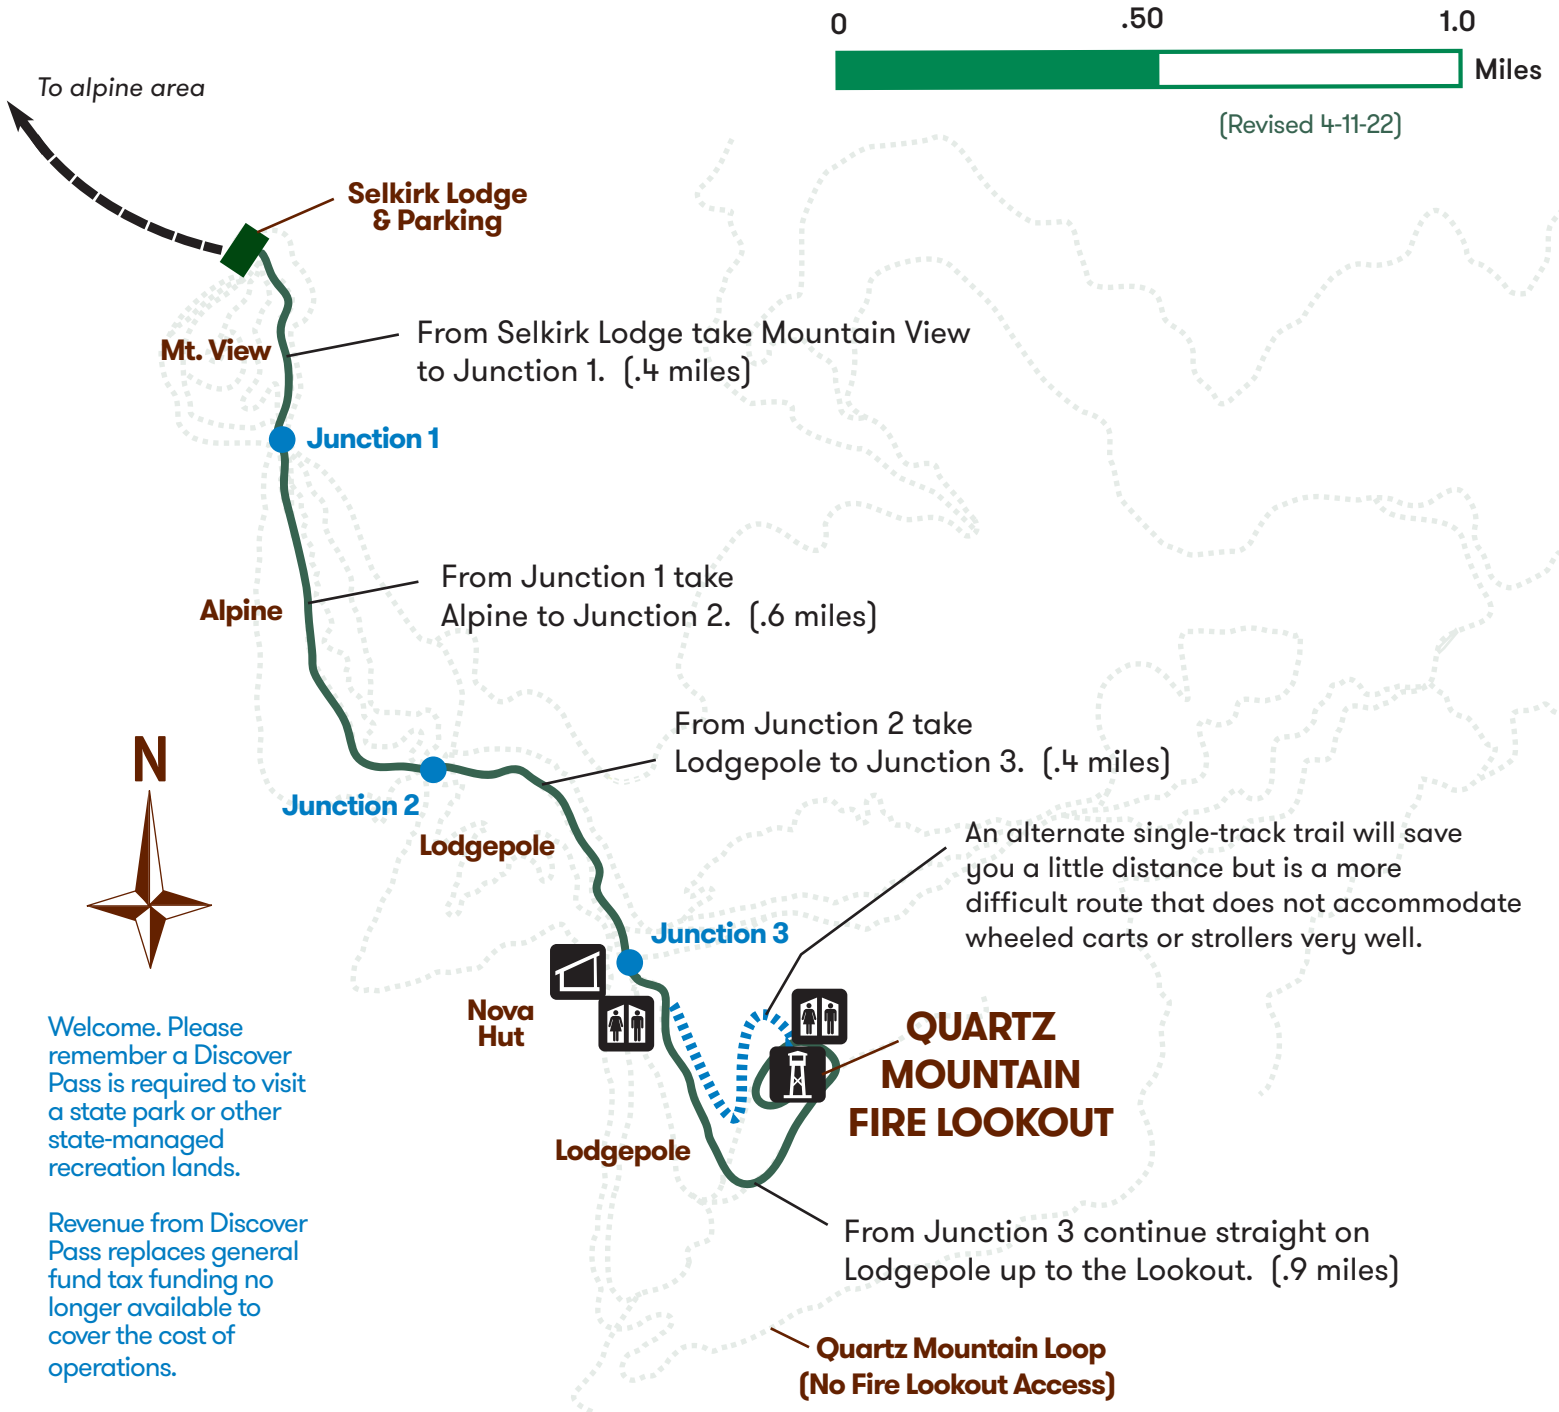 0 .50 1.0
Miles
(Revised 4-11-22)
To alpine area
Selkirk Lodge
& Parking
From Selkirk Lodge take Mountain View
to Junction 1.  (.4 miles)
Mt. View
Junction 1
From Junction 1 take
Alpine to Junction 2.  (.6 miles)
Alpine
From Junction 2 take
Lodgepole to Junction 3.  (.4 miles)
N
Junction 2
Lodgepole
An alternate single-track trail will save
you a little distance but is a more
difficult route that does not accommodate
wheeled carts or strollers very well.
Junction 3
Nova
Hut
QUARTZ
MOUNTAIN
FIRE LOOKOUT
Lodgepole
Welcome. Please
remember a Discover
Pass is required to visit
a state park or other
state-managed
recreation lands.
Revenue from Discover
Pass replaces general
fund tax funding no
longer available to
cover the cost of
operations.
From Junction 3 continue straight on
Lodgepole up to the Lookout.  (.9 miles)
Quartz Mountain Loop
(No Fire Lookout Access)